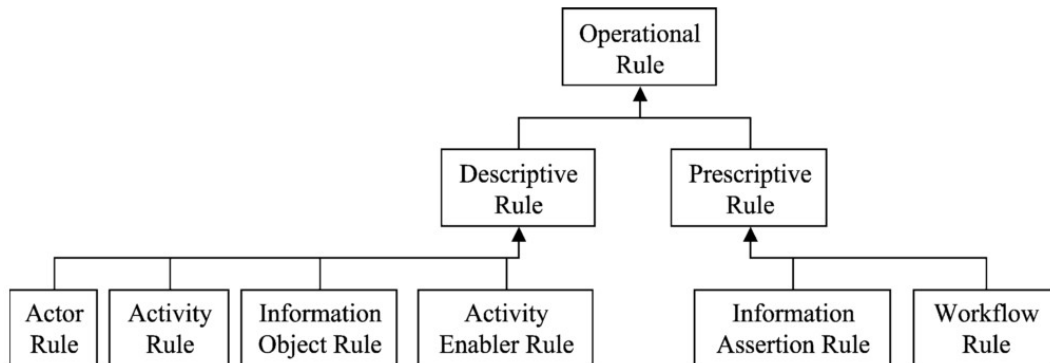 Operational
Rule
Descriptive
Rule
Prescriptive
Rule
Actor
Rule
Activity
Rule
Information
Object Rule
Activity
Enabler Rule
Information
Assertion Rule
Workflow
Rule